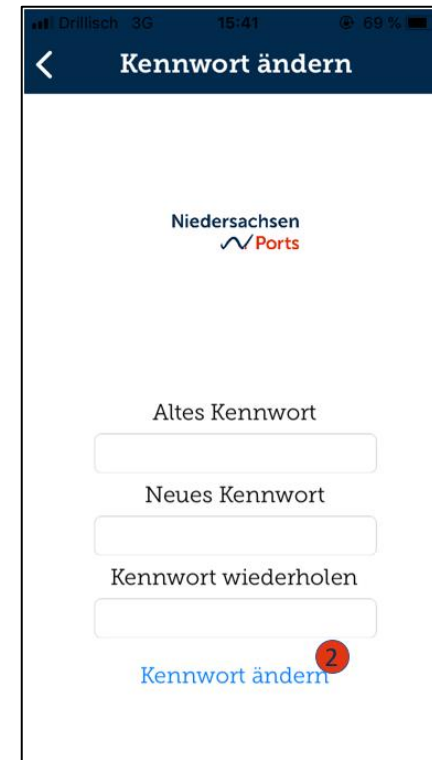 Drillisch 3G 15:41 69 %
Kennwort ändern
Niedersachsen
Ports
Altes Kennwort
Neues Kennwort
Kennwort wiederholen
2
Kennwort ändern